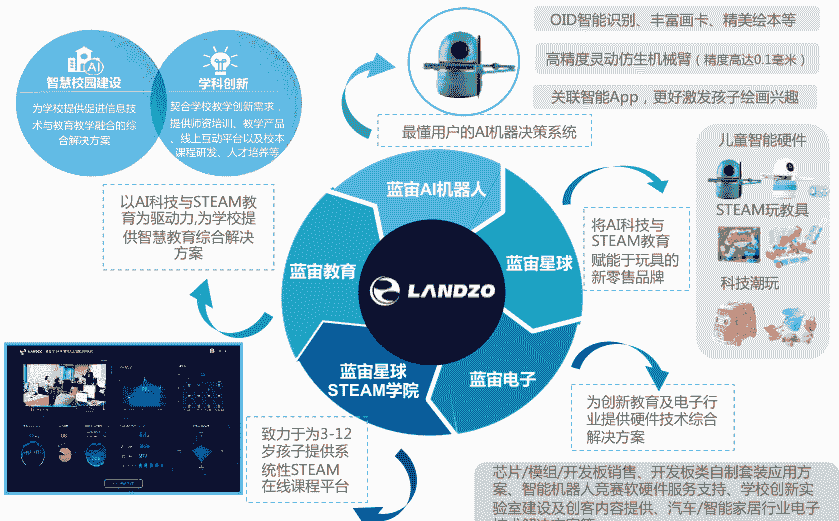 OID智能识别、丰富画卡、精美绘本等
高精度灵动仿生机械臂（精度高达0.1毫米）
关联智能App，更好激发孩子绘画兴趣
最懂用户的AI机器决策系统
AI
智慧校园建设
为学校提供促进信息技
术与教育教学融合的综
合解决方案
学科创新
契合学校教学创新需求，
提供师资培训、教学产品
、线上互动平台以及校本
课程研发、人才培养等
以AI科技与STEAM教
育为驱动力,为学校提
供智慧教育综合解决
方案
蓝宙AI机器人
蓝宙教育
蓝宙星球
LANDZO
蓝宙星球
STEAM学院
蓝宙电子
将AI科技与
STEAM教育
赋能于玩具的
新零售品牌
儿童智能硬件
STEAM玩教具
科技潮玩
LANDZO
致力于为3-12
岁孩子提供系
统性STEAM
在线课程平台
为创新教育及电子行
业提供硬件技术综合
解决方案
芯片/模组/开发板销售、开发板类自制套装应用方
案、智能机器人竞赛软硬件服务支持、学校创新实
验室建设及创客内容提供、汽车/智能家居行业电子